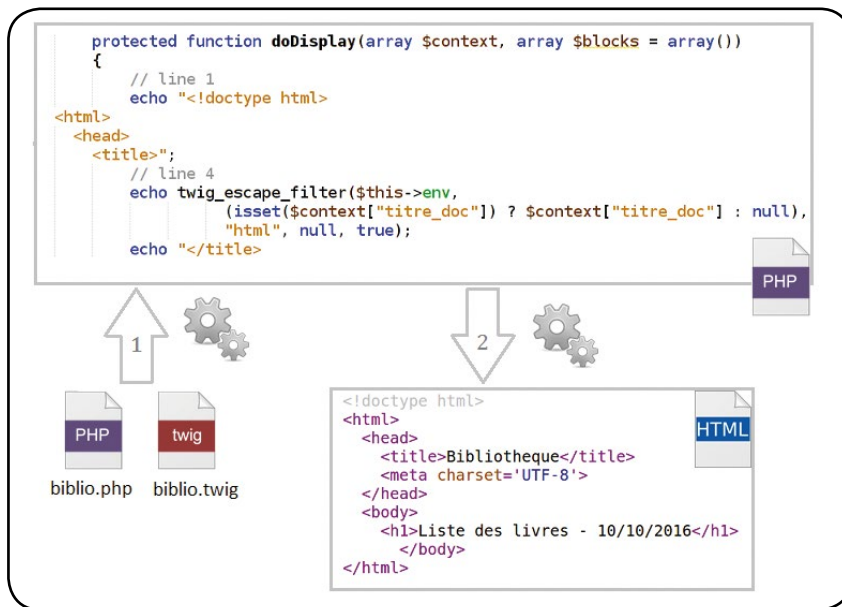 protected function doDisplay(array $context, array $blocks = array())
{
// line 1
echo "<!doctype html>
<html>
<head>
<title>";
// line 4
echo twig_escape_filter($this->env,
(isset($context["titre_doc"]) ? $context["titre_doc"] : null),
"html", null, true);
echo "</title>
PHP
1
2
PHP
twig
biblio.php
biblio.twig
HTML
<!doctype html>
<html>
<head>
<title>Bibliotheque</title>
<meta charset='UTF-8'>
</head>
<body>
<h1>Liste des livres - 10/10/2016</h1>
</body>
</html>